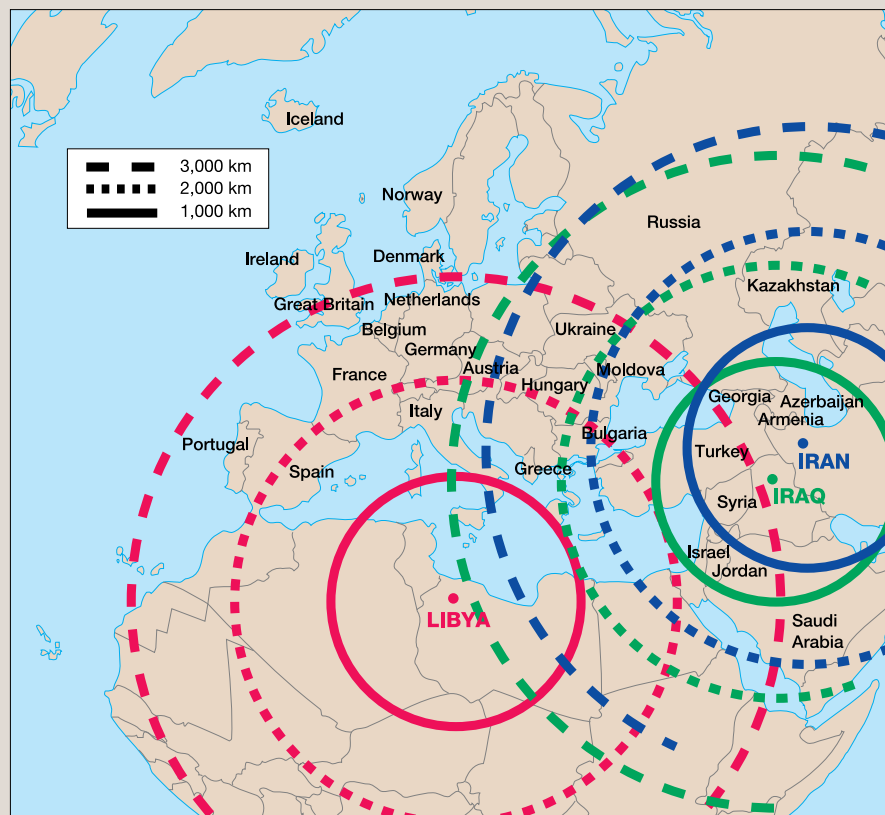 Iceland
3,000 km
2,000 km
1,000 km
Norway
Russia
Denmark
Ireland
Kazakhstan
Great Britain
Netherlands
Belgium
Ukraine
Germany
Austria
Moldova
France
Hungary
Georgia
Azerbaijan
Italy
Armenia
Bulgaria
Portugal
Turkey
IRAN
Spain
Greece
IRAQ
Syria
Israel
Jordan
LIBYA
Saudi
Arabia